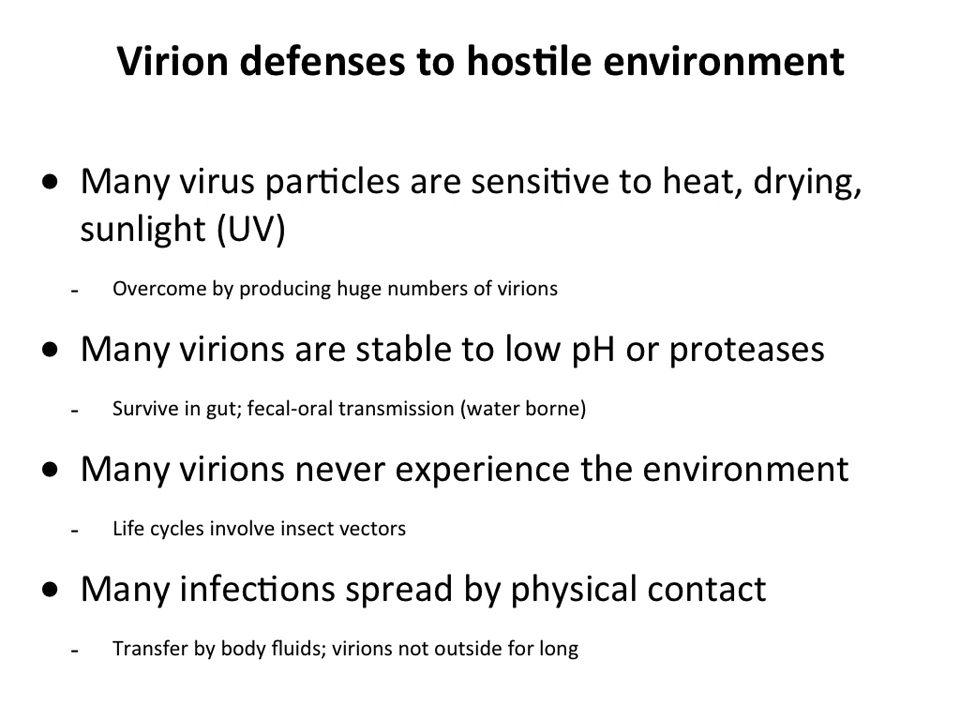 Virion defenses to hostile environment
• Many virus particles are sensitive to heat, drying,
sunlight (UV)
- Overcome by producing huge numbers of virions
• Many virions are stable to low pH or proteases
- Survive in gut; fecal-oral transmission (water borne)
• Many virions never experience the environment
- Life cycles involve insect vectors
• Many infections spread by physical contact
- Transfer by body fluids; virions not outside for long